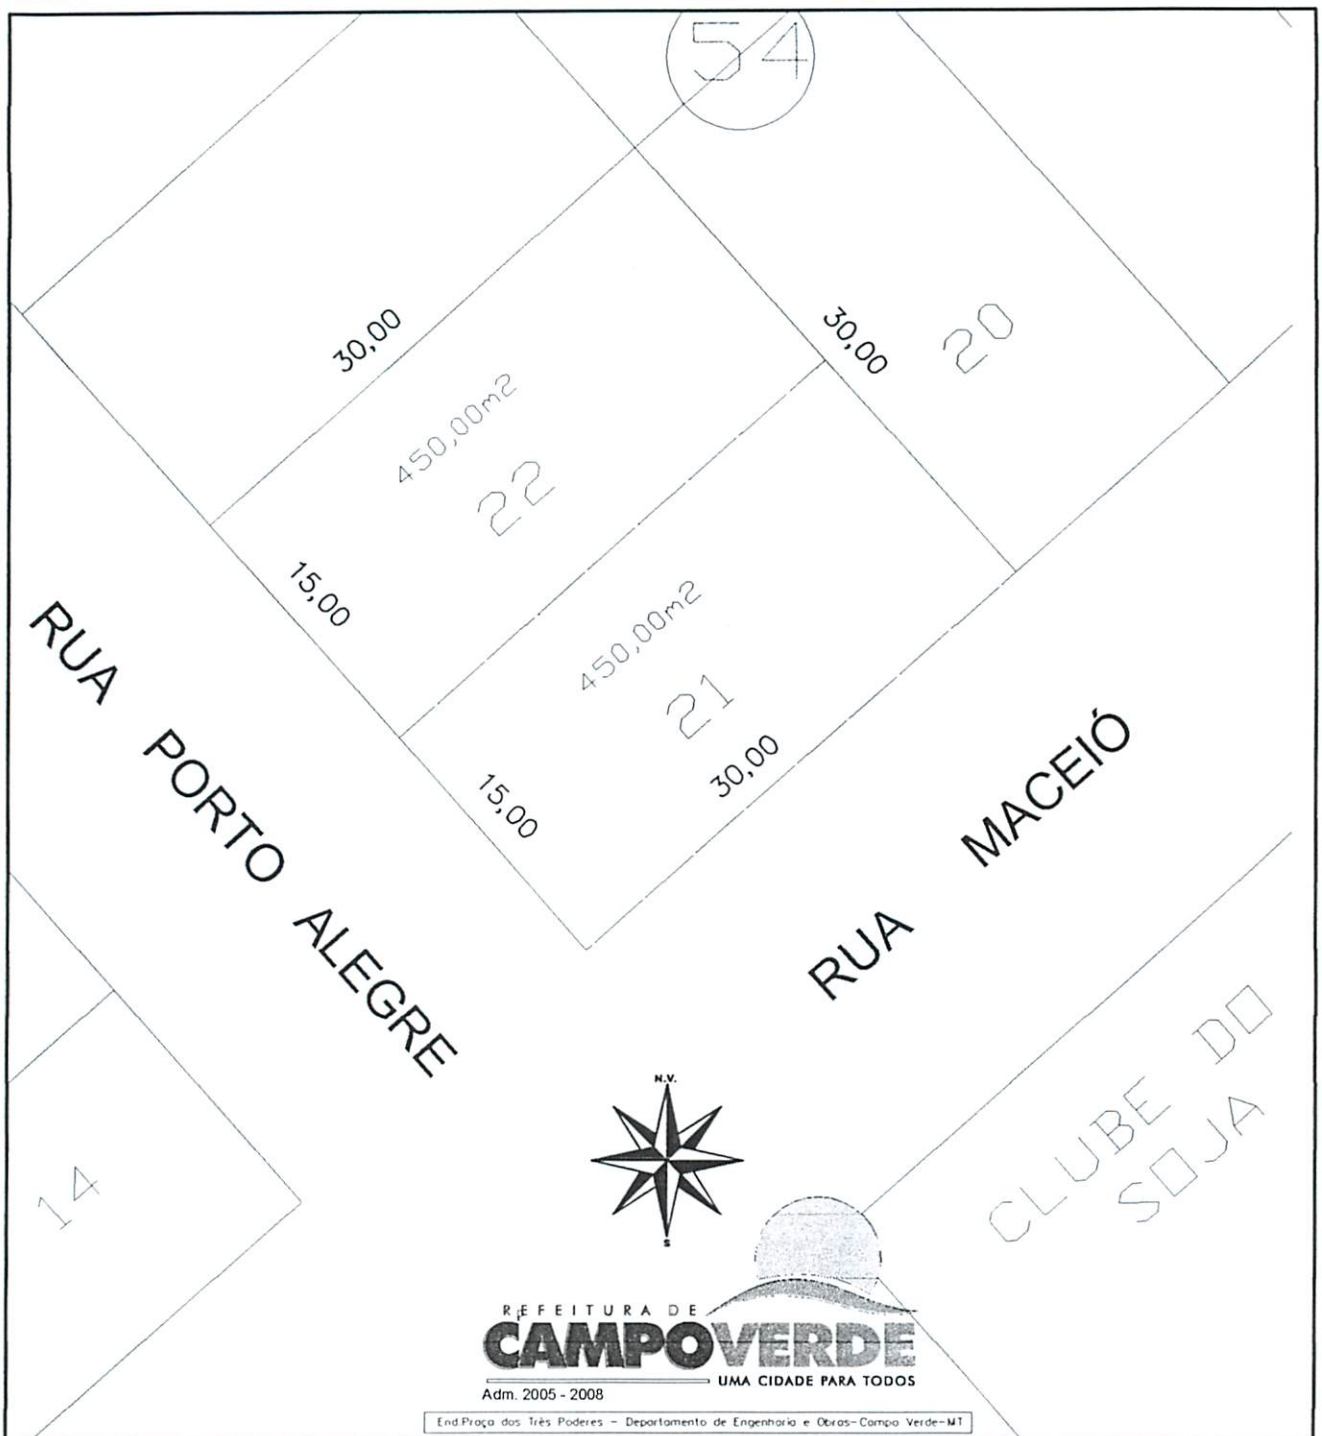 54
30,00
30,00
20
450,00m2
22
15,00
450,00m2
21
30,00
15,00
RUA PORTO ALEGRE
RUA MACEIÓ
14
CLUBE DO
SOJA
N.V.
S
REFEITURA DE
CAMPOVERDE
UMA CIDADE PARA TODOS
Adm. 2005 - 2008
End.Praça dos Três Poderes - Departamento de Engenharia e Obras-Campo Verde-MT